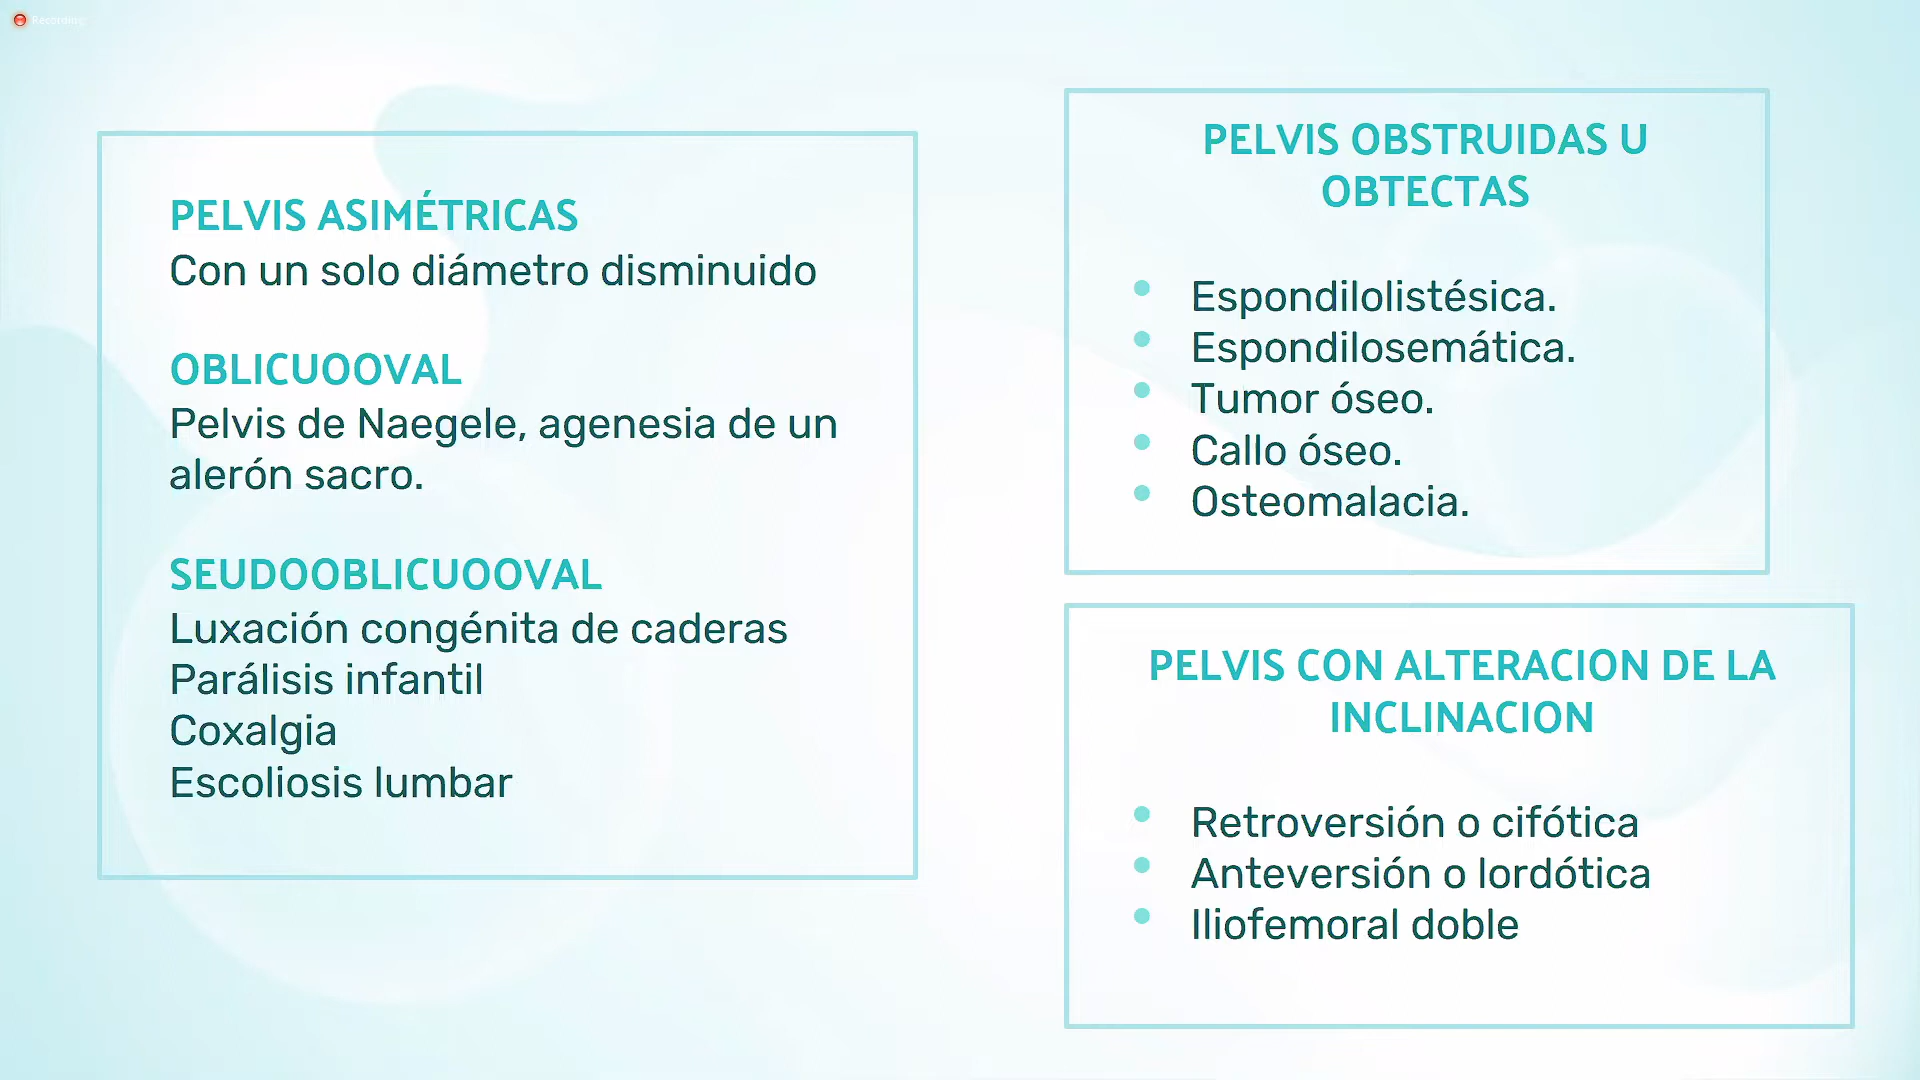 Recording
PELVIS ASIMÉTRICAS
Con un solo diámetro disminuido
OBLICUOOVAL
Pelvis de Naegele, agenesia de un
alerón sacro.
SEUDOOBLICUOOVAL
Luxación congénita de caderas
Parálisis infantil
Coxalgia
Escoliosis lumbar
PELVIS OBSTRUIDAS U
OBTECTAS
Espondilolistésica.
Espondilosemática.
Tumor óseo.
Callo óseo.
Osteomalacia.
PELVIS CON ALTERACION DE LA
INCLINACION
Retroversión o cifótica
Anteversión o lordótica
Iliofemoral doble